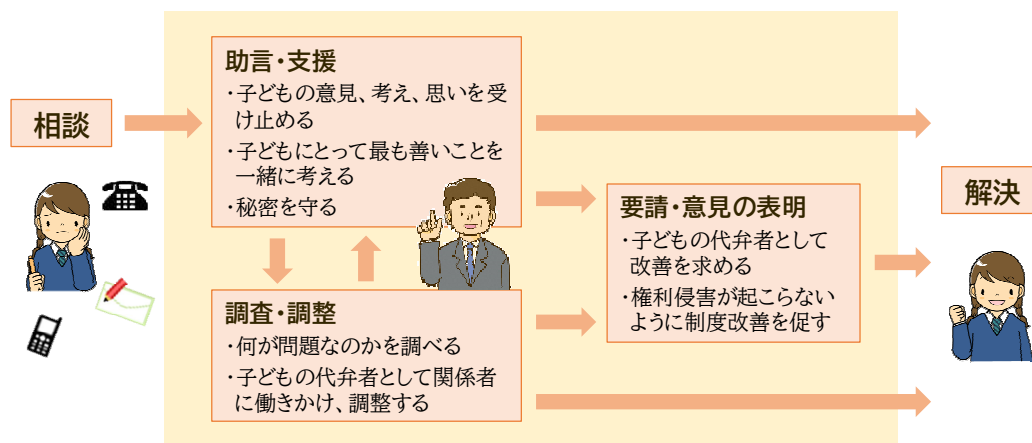 相談
助言・支援
・子どもの意見、考え、思いを受
け止める
・子どもにとって最も善いことを
一緒に考える
・秘密を守る
調査・調整
・何が問題なのかを調べる
・子どもの代弁者として関係者
に働きかけ、調整する
要請・意見の表明
・子どもの代弁者として
改善を求める
・権利侵害が起こらない
ように制度改善を促す
解決